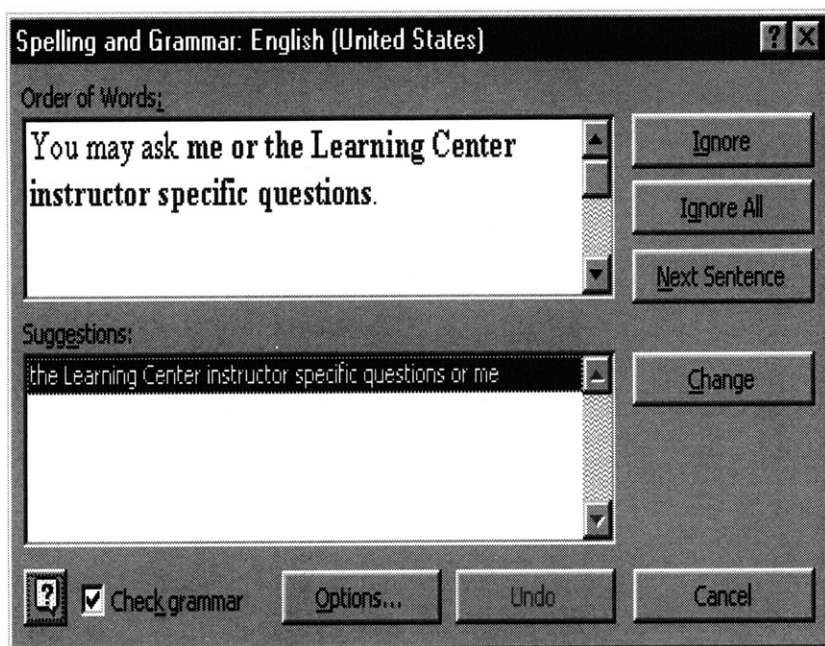 Spelling and Grammar: English (United States)
Order of Words:
You may ask me or the Learning Center
instructor specific questions.
Ignore
Ignore All
Next Sentence
Suggestions:
the Learning Center instructor specific questions or me
Change
Check grammar
Options...
Undo
Cancel